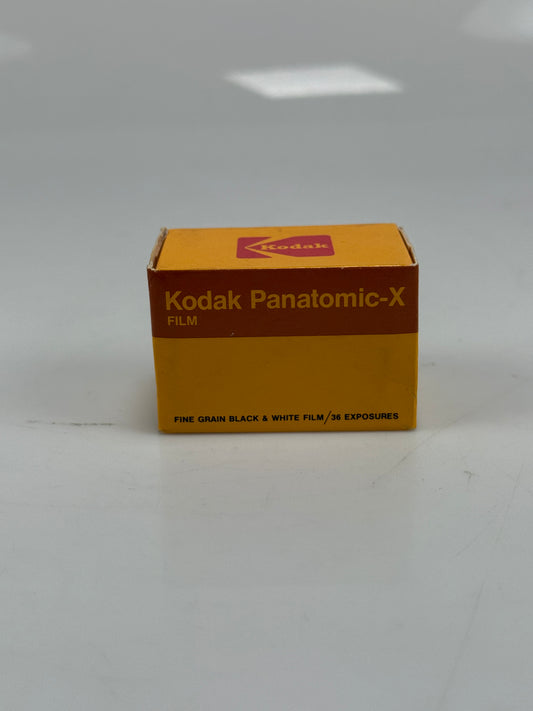 Kodak
Kodak Panatomic-X
FILM
FINE GRAIN BLACK & WHITE FILM/36 EXPOSURES